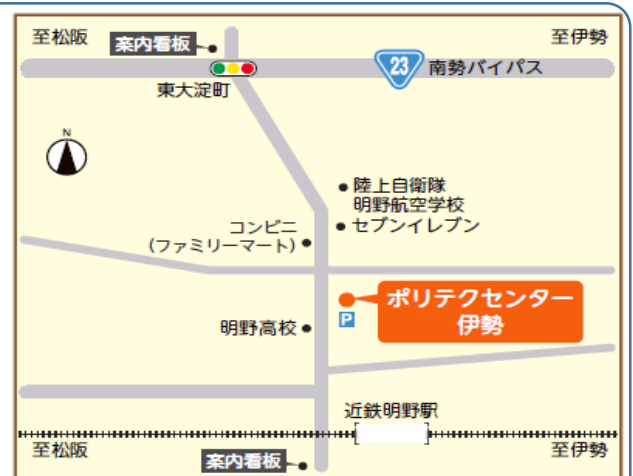 至松阪
案内看板
至伊勢
23
南勢バイパス
東大淀町
N
陸上自衛隊
明野航空学校
セブンイレブン
コンビニ
(ファミリーマート)
ポリテクセンター
伊勢
P
明野高校
近鉄明野駅
至松阪
案内看板
至伊勢